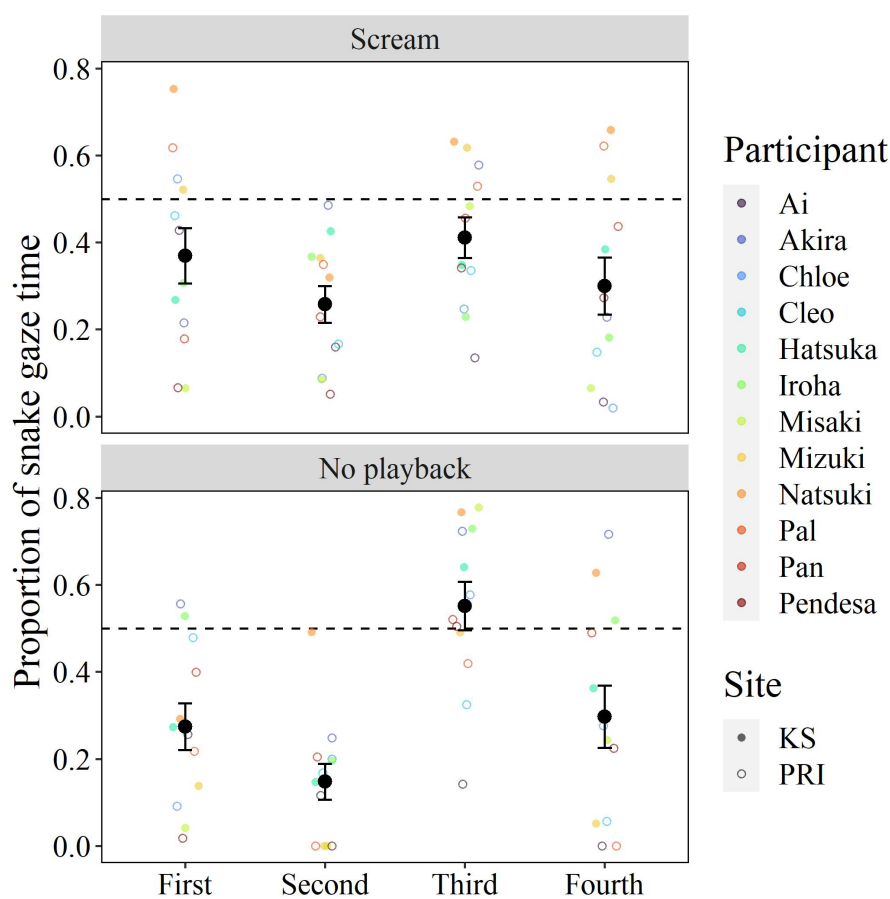 Scream
Proportion of snake gaze time
0.8
0.6
0.4
0.2
0.0
No playback
0.8
0.6
0.4
0.2
0.0
First Second Third Fourth
Participant
Ai
Akira
Chloe
Cleo
Hatsuka
Iroha
Misaki
Mizuki
Natsuki
Pal
Pan
Pendesa
Site
KS
PRI